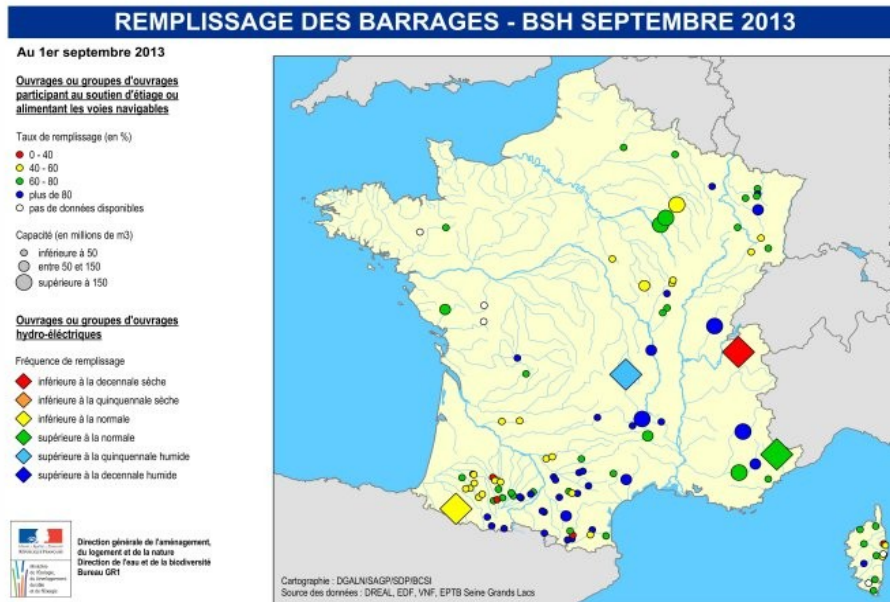 REMPLISSAGE DES BARRAGES - BSH SEPTEMBRE 2013
Au 1er septembre 2013
Ouvrages ou groupes d'ouvrages
participant au soutien d'étiage ou
alimentant les voies navigables
Taux de remplissage (en %)
0 - 40
40 - 60
60 - 80
plus de 80
pas de données disponibles
Capacité (en millions de m3)
inférieure à 50
entre 50 et 150
supérieure à 150
Ouvrages ou groupes d'ouvrages
hydro-éléctriques
Fréquence de remplissage
inférieure à la decennale sèche
inférieure à la quinquennale sèche
inférieure à la normale
supérieure à la normale
supérieure à la quinquennale humide
supérieure à la decennale humide
Direction générale de l'aménagement,
du logement et de la nature
Direction de l'eau et de la biodiversité
Bureau GR1
Cartographie : DGALN/SAGP/SDP/BCSI
Source des données : DREAL, EDF, VNF, EPTB Seine Grands Lacs